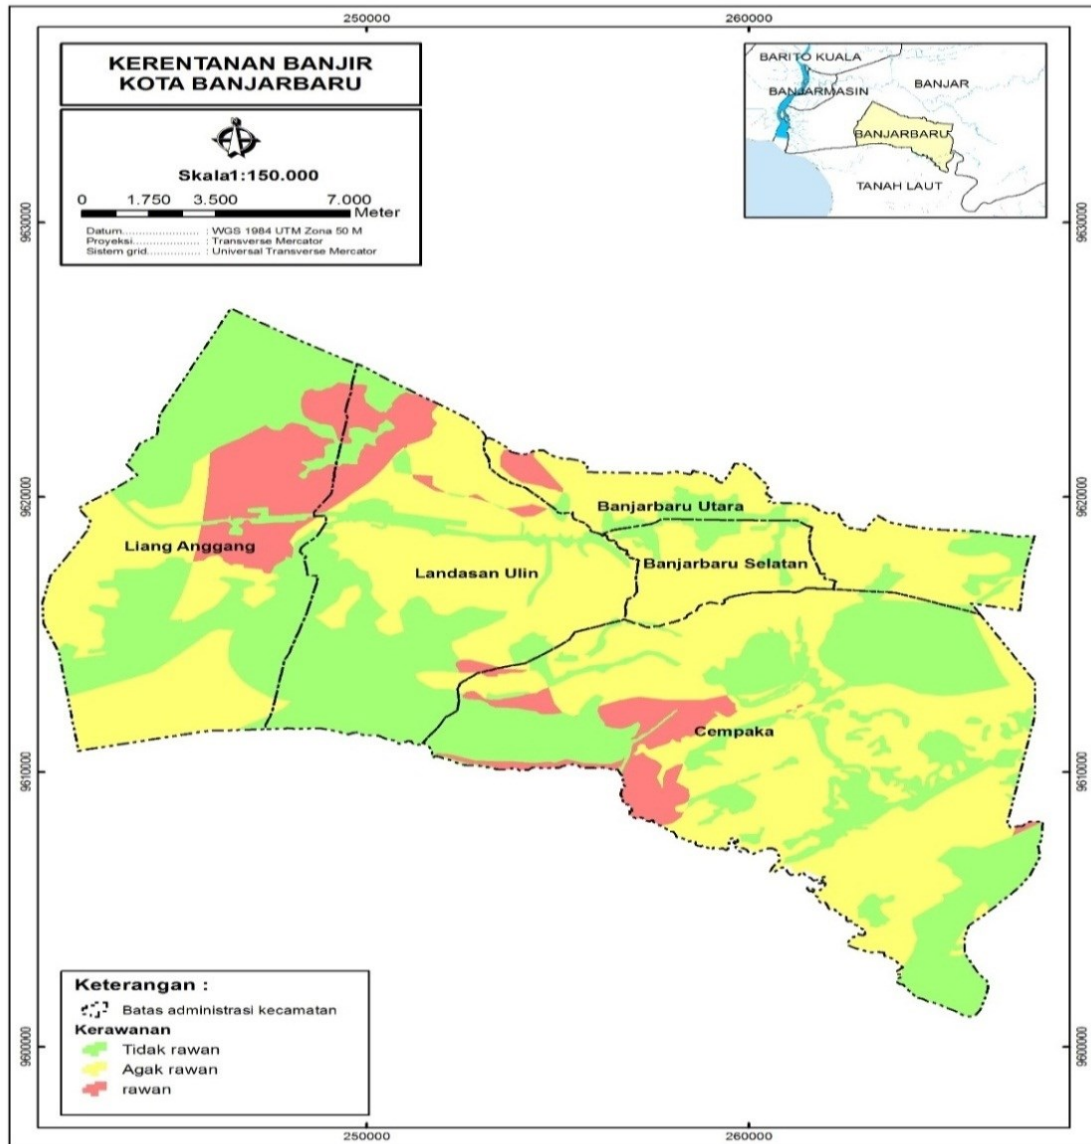 250000
260000
KERENTANAN BANJIR
KOTA BANJARBARU
Skala1:150.000
0 1.750 3.500 7.000
Meter
Datum.................... : WGS 1984 UTM Zona 50 M
Proyeksi.................. : Transverse Mercator
Sistem grid............... : Universal Transverse Mercator
BARITO KUALA
BANJARMASIN
BANJAR
BANJARBARU
TANAH LAUT
9630000
9630000
9620000
9620000
Banjarbaru Utara
Liang Anggang
Landasan Ulin
Banjarbaru Selatan
Cempaka
9610000
9610000
Keterangan :
Batas administrasi kecamatan
Kerawanan
Tidak rawan
Agak rawan
rawan
9600000
9600000
250000
260000